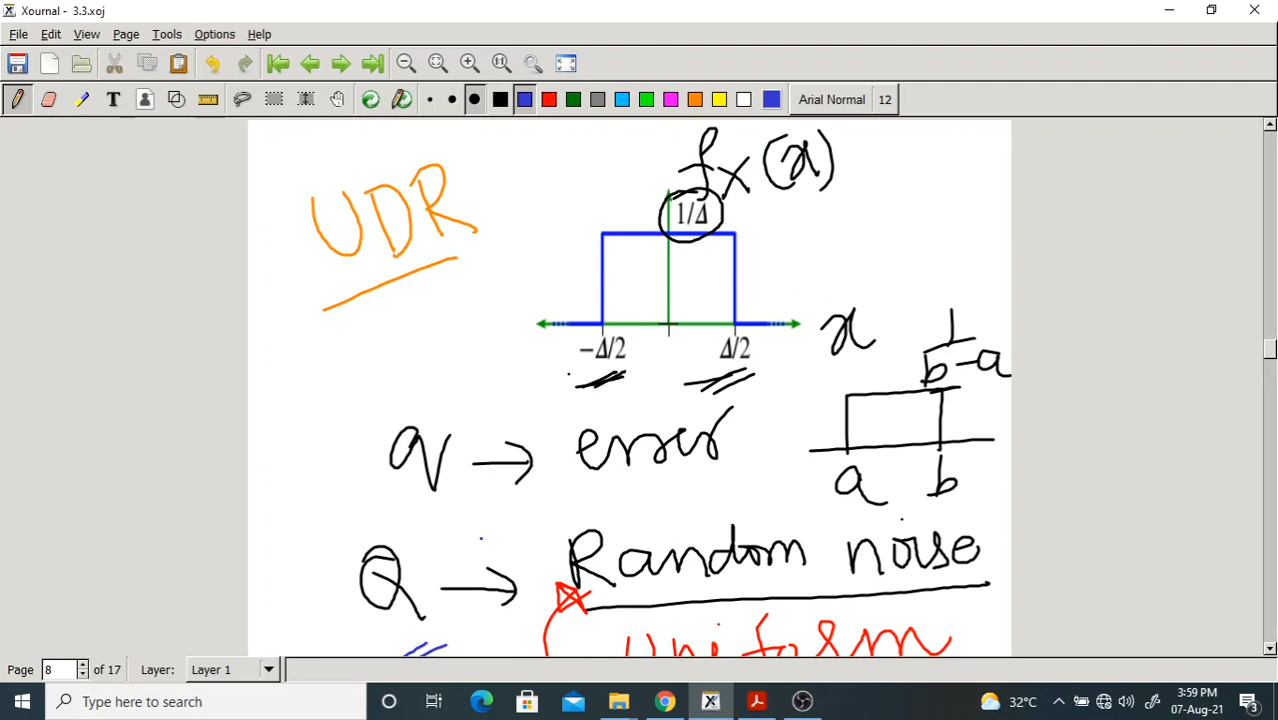 Xournal - 3.3.xoj
File Edit View Page Tools Options Help
Arial Normal 12
UDR
fx(x)
1/Δ
−Δ/2 Δ/2
x
1
b-a
a b
q → error
Q → Random noise
Uniform
Page 8 of 17 Layer: Layer 1
Type here to search
32°C
3:59 PM
07-Aug-21
3